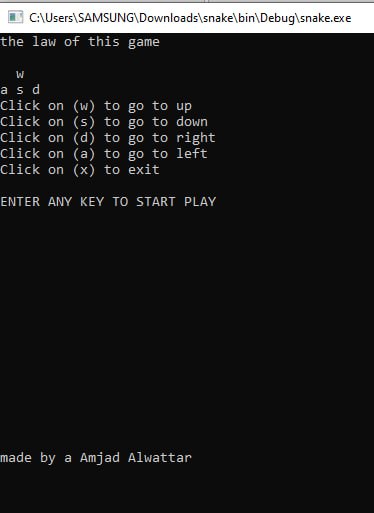 C:\Users\SAMSUNG\Downloads\snake\bin\Debug\snake.exe
the law of this game
w
a s d
Click on (w) to go to up
Click on (s) to go to down
Click on (d) to go to right
Click on (a) to go to left
Click on (x) to exit
ENTER ANY KEY TO START PLAY
made by a Amjad Alwattar